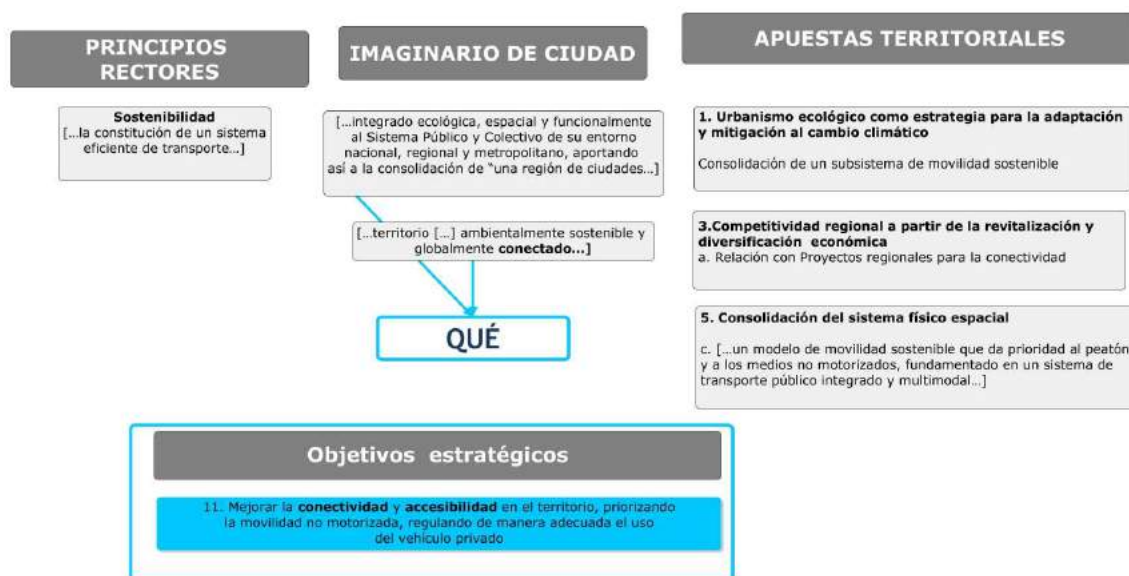 PRINCIPIOS
RECTORES
Sostenibilidad
[…la constitución de un sistema
eficiente de transporte…]
IMAGINARIO DE CIUDAD
[…integrado ecológica, espacial y funcionalmente
al Sistema Público y Colectivo de su entorno
nacional, regional y metropolitano, aportando
así a la consolidación de "una región de ciudades…]
[…territorio […] ambientalmente sostenible y
globalmente conectado…]
QUÉ
APUESTAS TERRITORIALES
1. Urbanismo ecológico como estrategia para la adaptación
y mitigación al cambio climático
Consolidación de un subsistema de movilidad sostenible
3.Competitividad regional a partir de la revitalización y
diversificación económica
a. Relación con Proyectos regionales para la conectividad
5. Consolidación del sistema físico espacial
c. […un modelo de movilidad sostenible que da prioridad al peatón
y a los medios no motorizados, fundamentado en un sistema de
transporte público integrado y multimodal…]
Objetivos estratégicos
11. Mejorar la conectividad y accesibilidad en el territorio, priorizando
la movilidad no motorizada, regulando de manera adecuada el uso
del vehículo privado